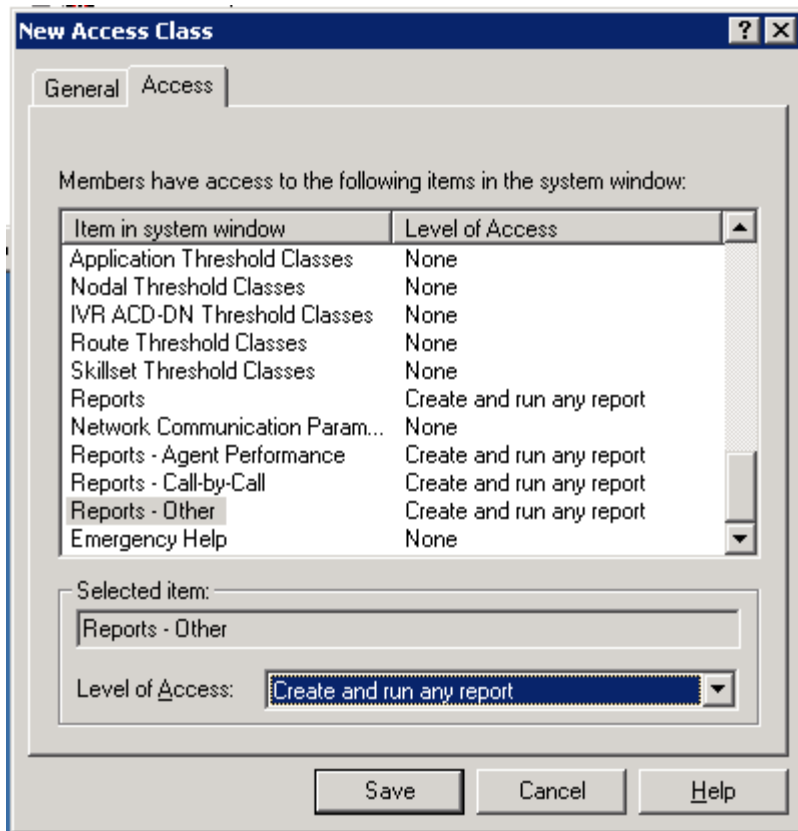 New Access Class
General Access
Members have access to the following items in the system window:
Item in system window Level of Access
Application Threshold Classes None
Nodal Threshold Classes None
IVR ACD-DN Threshold Classes None
Route Threshold Classes None
Skillset Threshold Classes None
Reports Create and run any report
Network Communication Param... None
Reports - Agent Performance Create and run any report
Reports - Call-by-Call Create and run any report
Reports - Other Create and run any report
Emergency Help None
Selected item:
Reports - Other
Level of Access: Create and run any report
Save Cancel Help